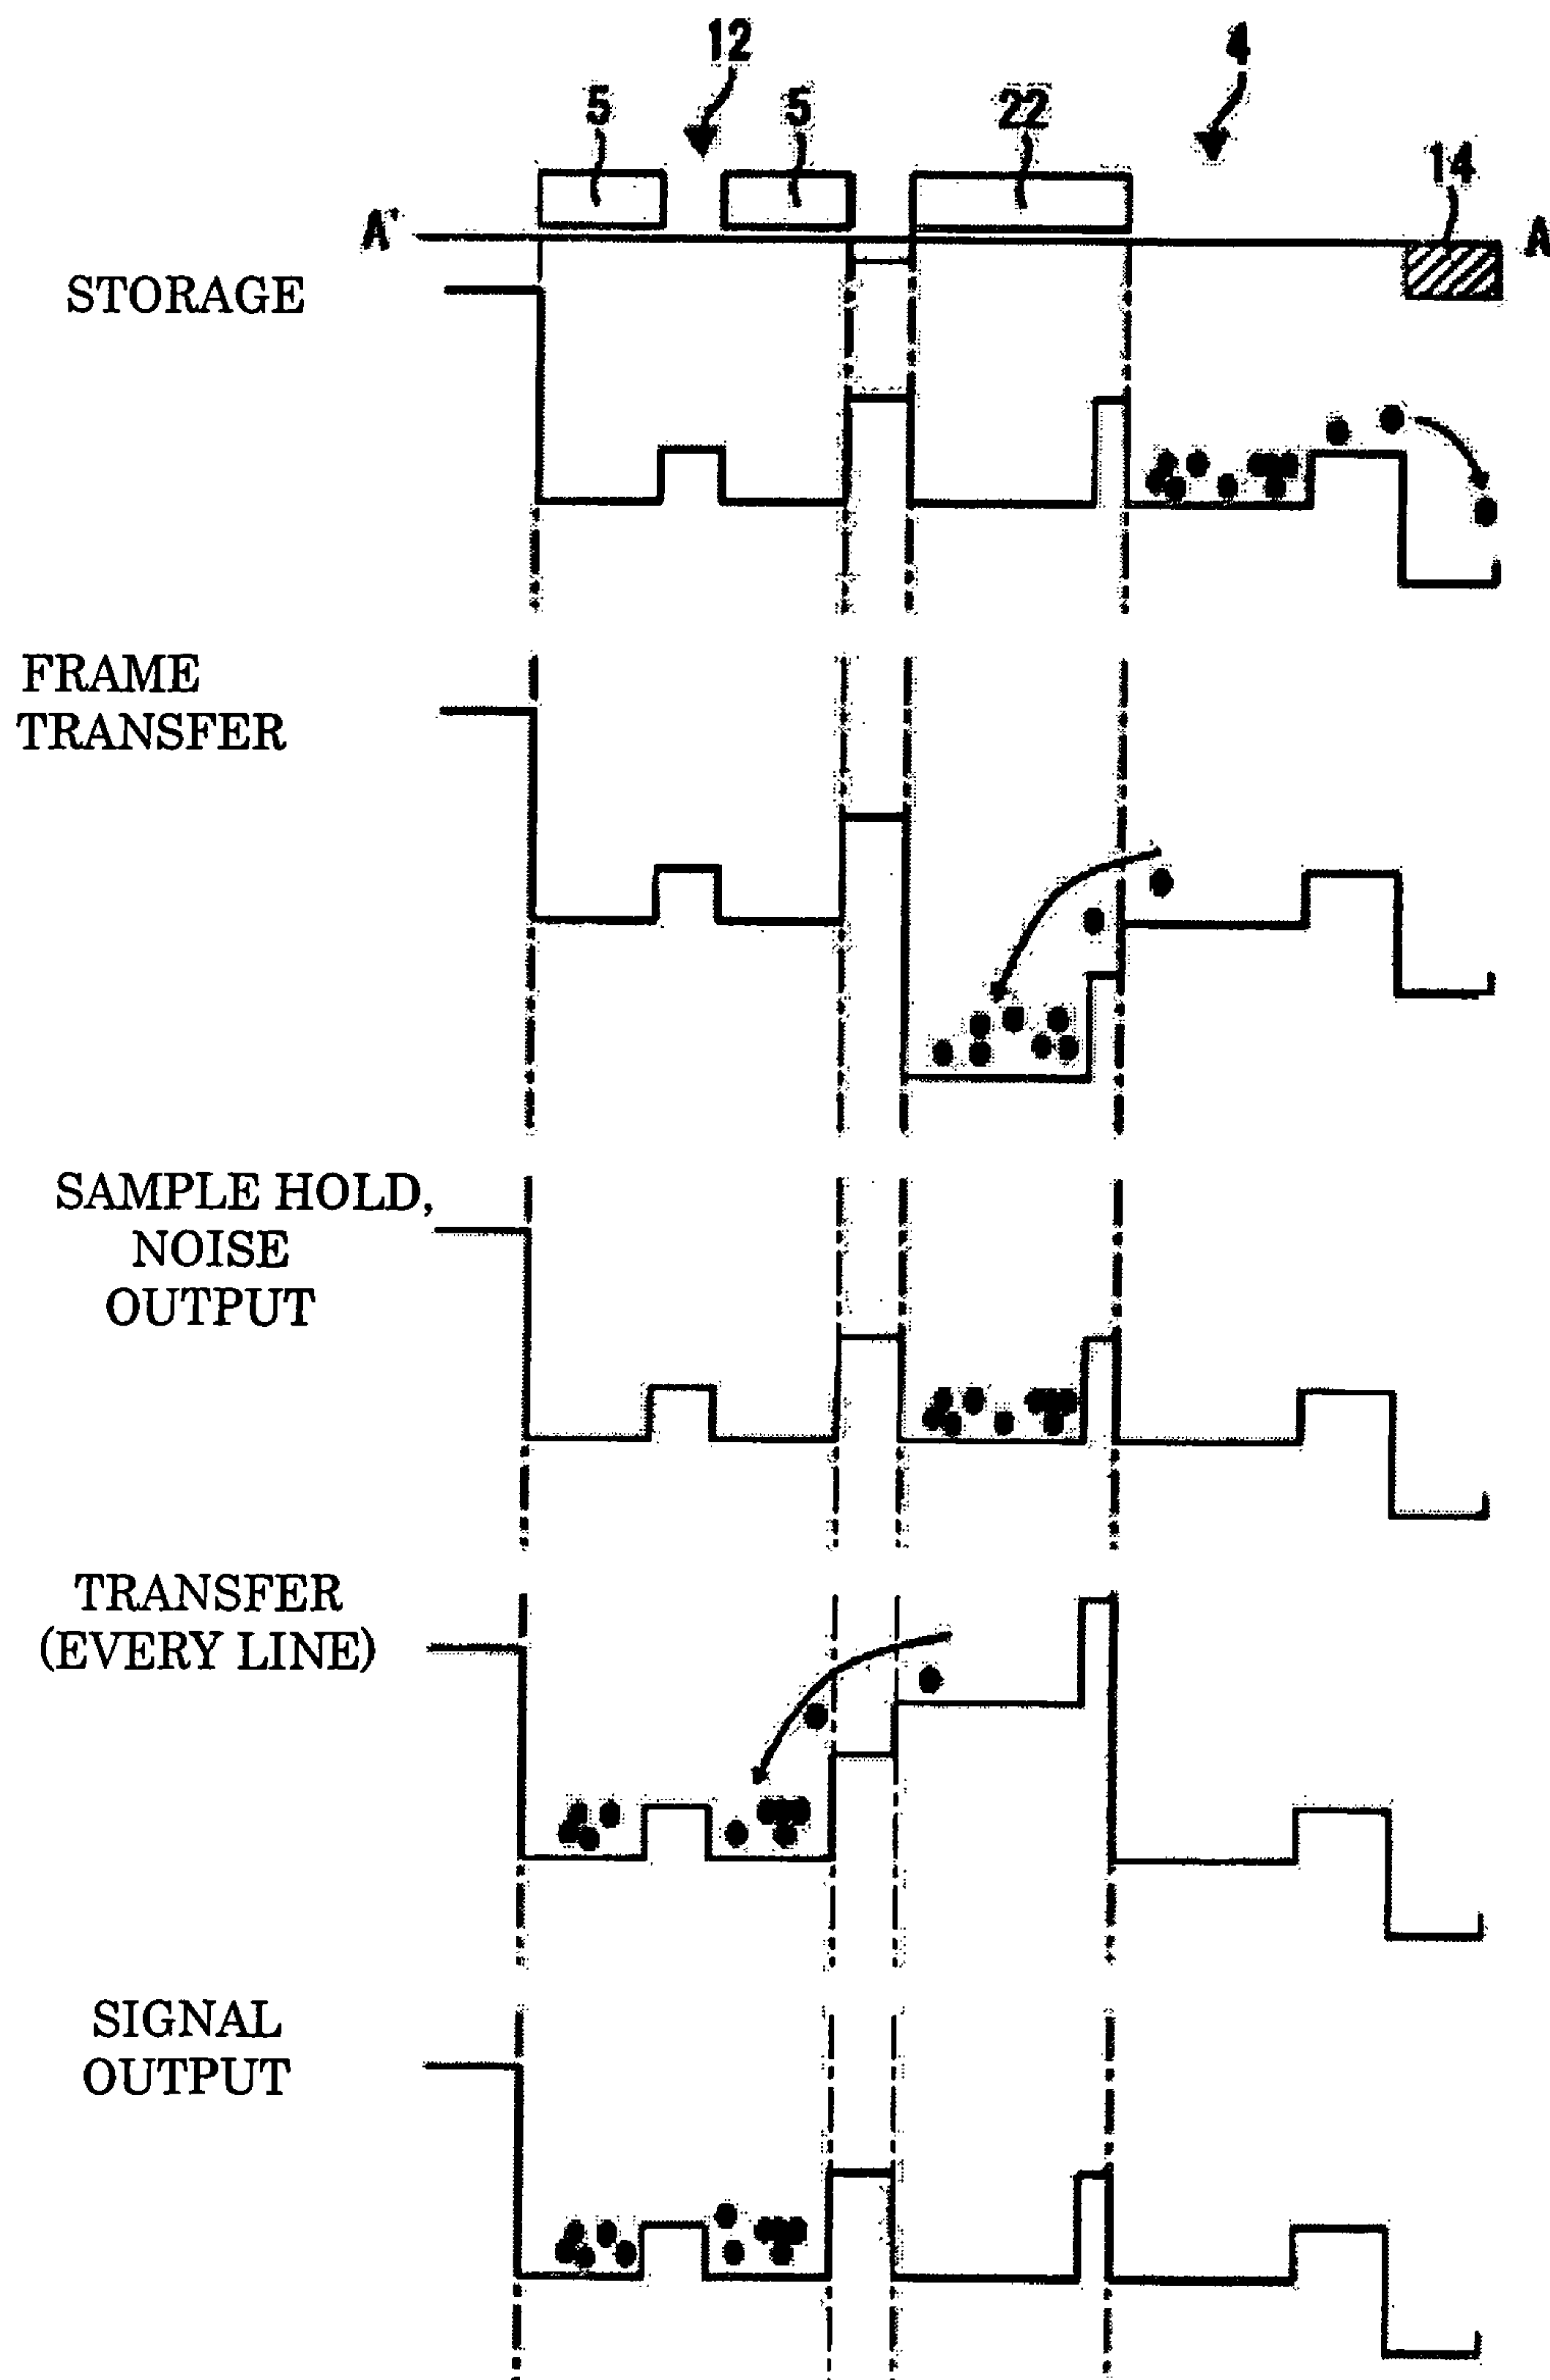 12
4
5
5
22
14
A'
A
STORAGE
FRAME
TRANSFER
SAMPLE HOLD,
NOISE
OUTPUT
TRANSFER
(EVERY LINE)
SIGNAL
OUTPUT